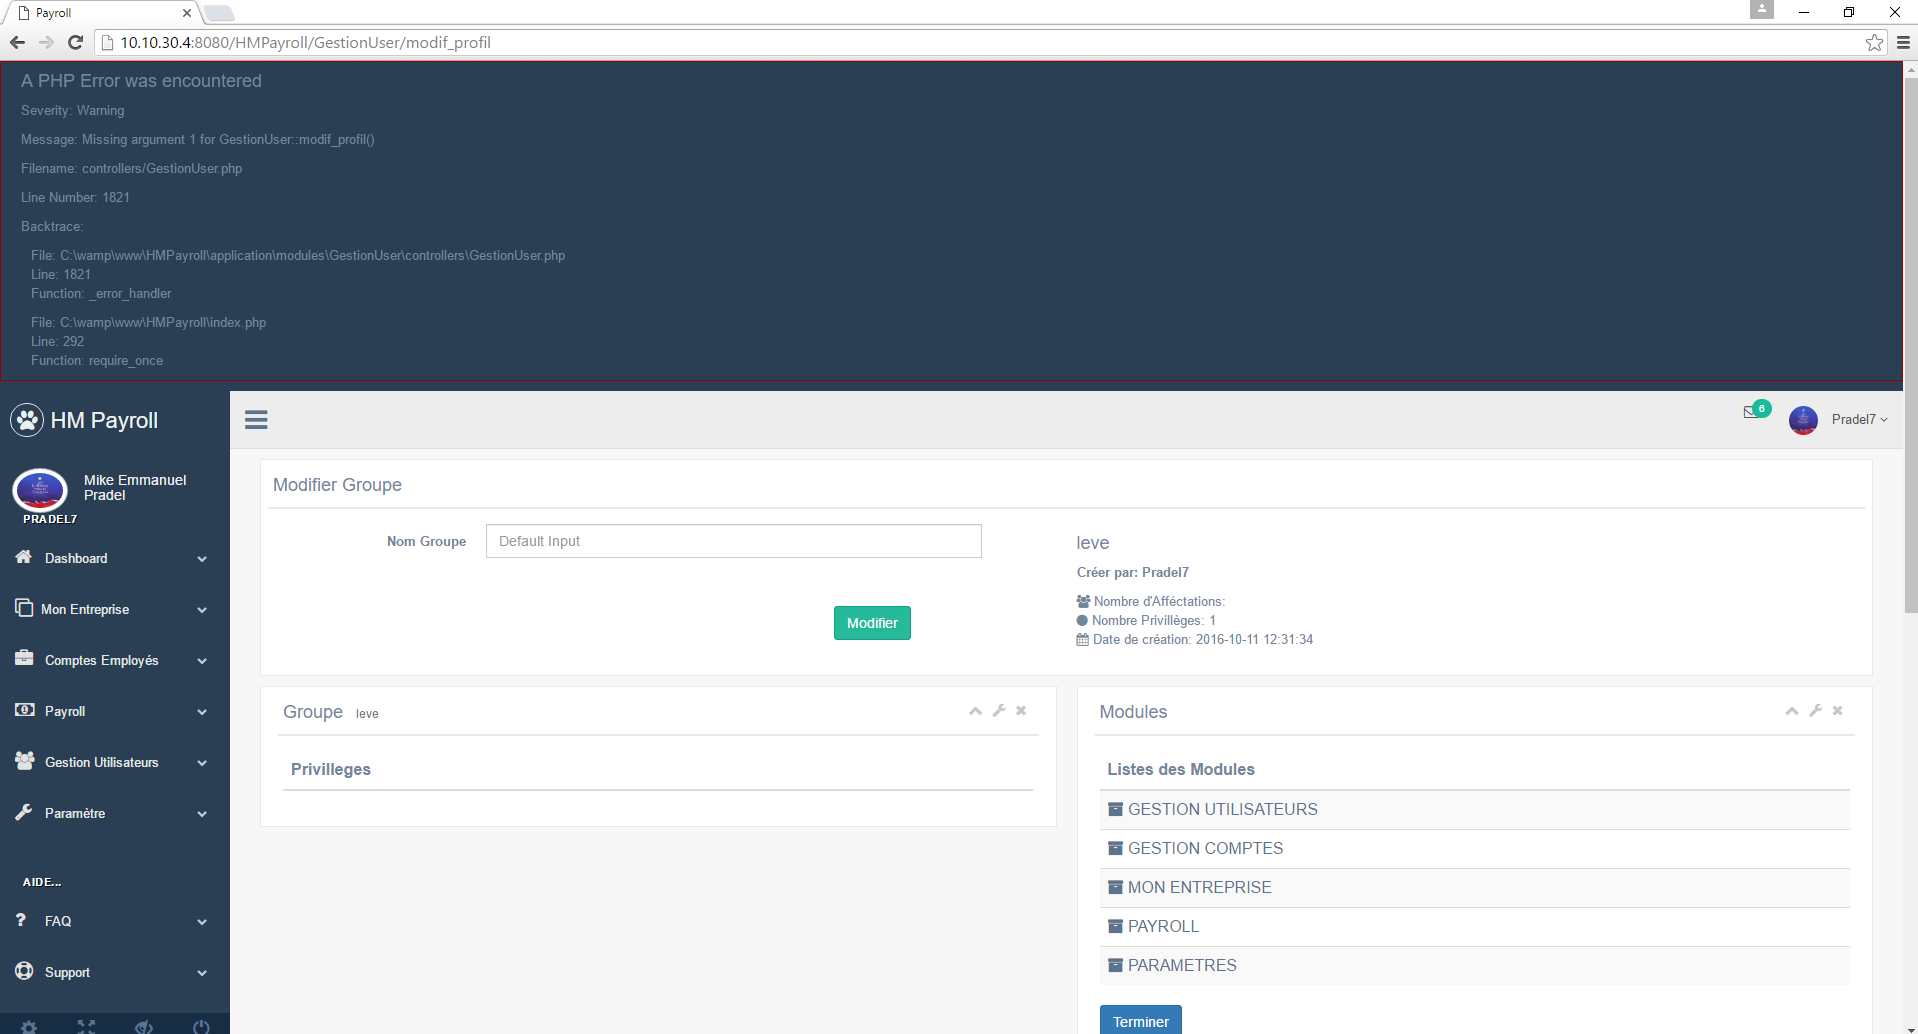 Payroll
10.10.30.4:8080/HMPayroll/GestionUser/modif_profil
A PHP Error was encountered
Severity: Warning
Message: Missing argument 1 for GestionUser::modif_profil()
Filename: controllers/GestionUser.php
Line Number: 1821
Backtrace:
File: C:\wamp\www\HMPayroll\application\modules\GestionUser\controllers\GestionUser.php
Line: 1821
Function: _error_handler
File: C:\wamp\www\HMPayroll\index.php
Line: 292
Function: require_once
HM Payroll
6
Pradel7
Mike Emmanuel
Pradel
PRADEL7
Dashboard
Mon Entreprise
Comptes Employés
Payroll
Gestion Utilisateurs
Paramètre
AIDE...
FAQ
Support
Modifier Groupe
Nom Groupe
Default Input
Modifier
leve
Créer par: Pradel7
Nombre d'Afféctations:
Nombre Privillèges: 1
Date de création: 2016-10-11 12:31:34
Groupe leve
Privilleges
Modules
Listes des Modules
GESTION UTILISATEURS
GESTION COMPTES
MON ENTREPRISE
PAYROLL
PARAMETRES
Terminer